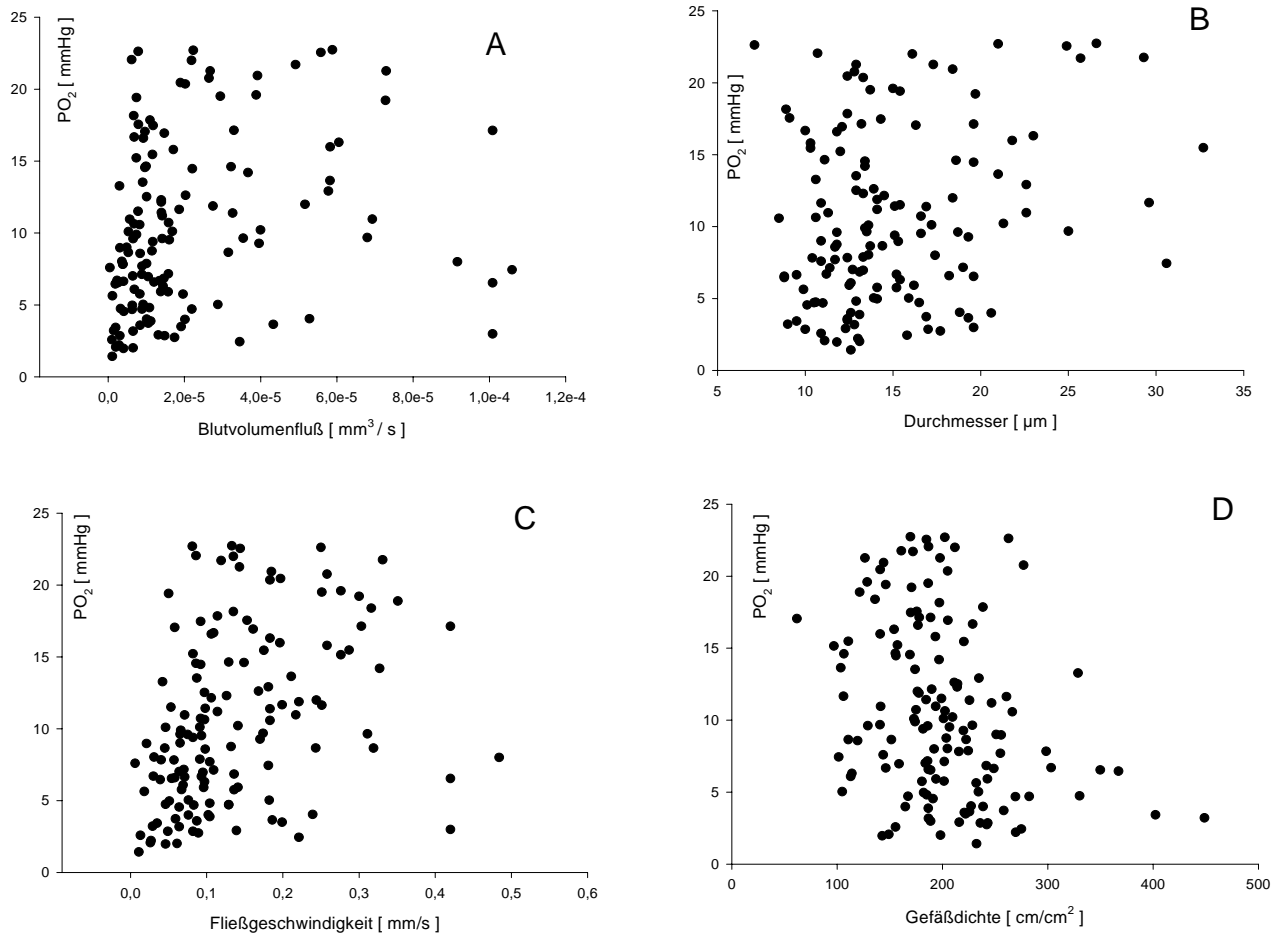 A
PO2 [ mmHg ]
25
20
15
10
5
0
0,0 2,0e-5 4,0e-5 6,0e-5 8,0e-5 1,0e-4 1,2e-4
Blutvolumenfluß [ mm3 / s ]
B
PO2 [ mmHg ]
25
20
15
10
5
0
5 10 15 20 25 30 35
Durchmesser [ µm ]
C
PO2 [ mmHg ]
25
20
15
10
5
0
0,0 0,1 0,2 0,3 0,4 0,5 0,6
Fließgeschwindigkeit [ mm/s ]
D
PO2 [ mmHg ]
25
20
15
10
5
0
0 100 200 300 400 500
Gefäßdichte [ cm/cm2 ]